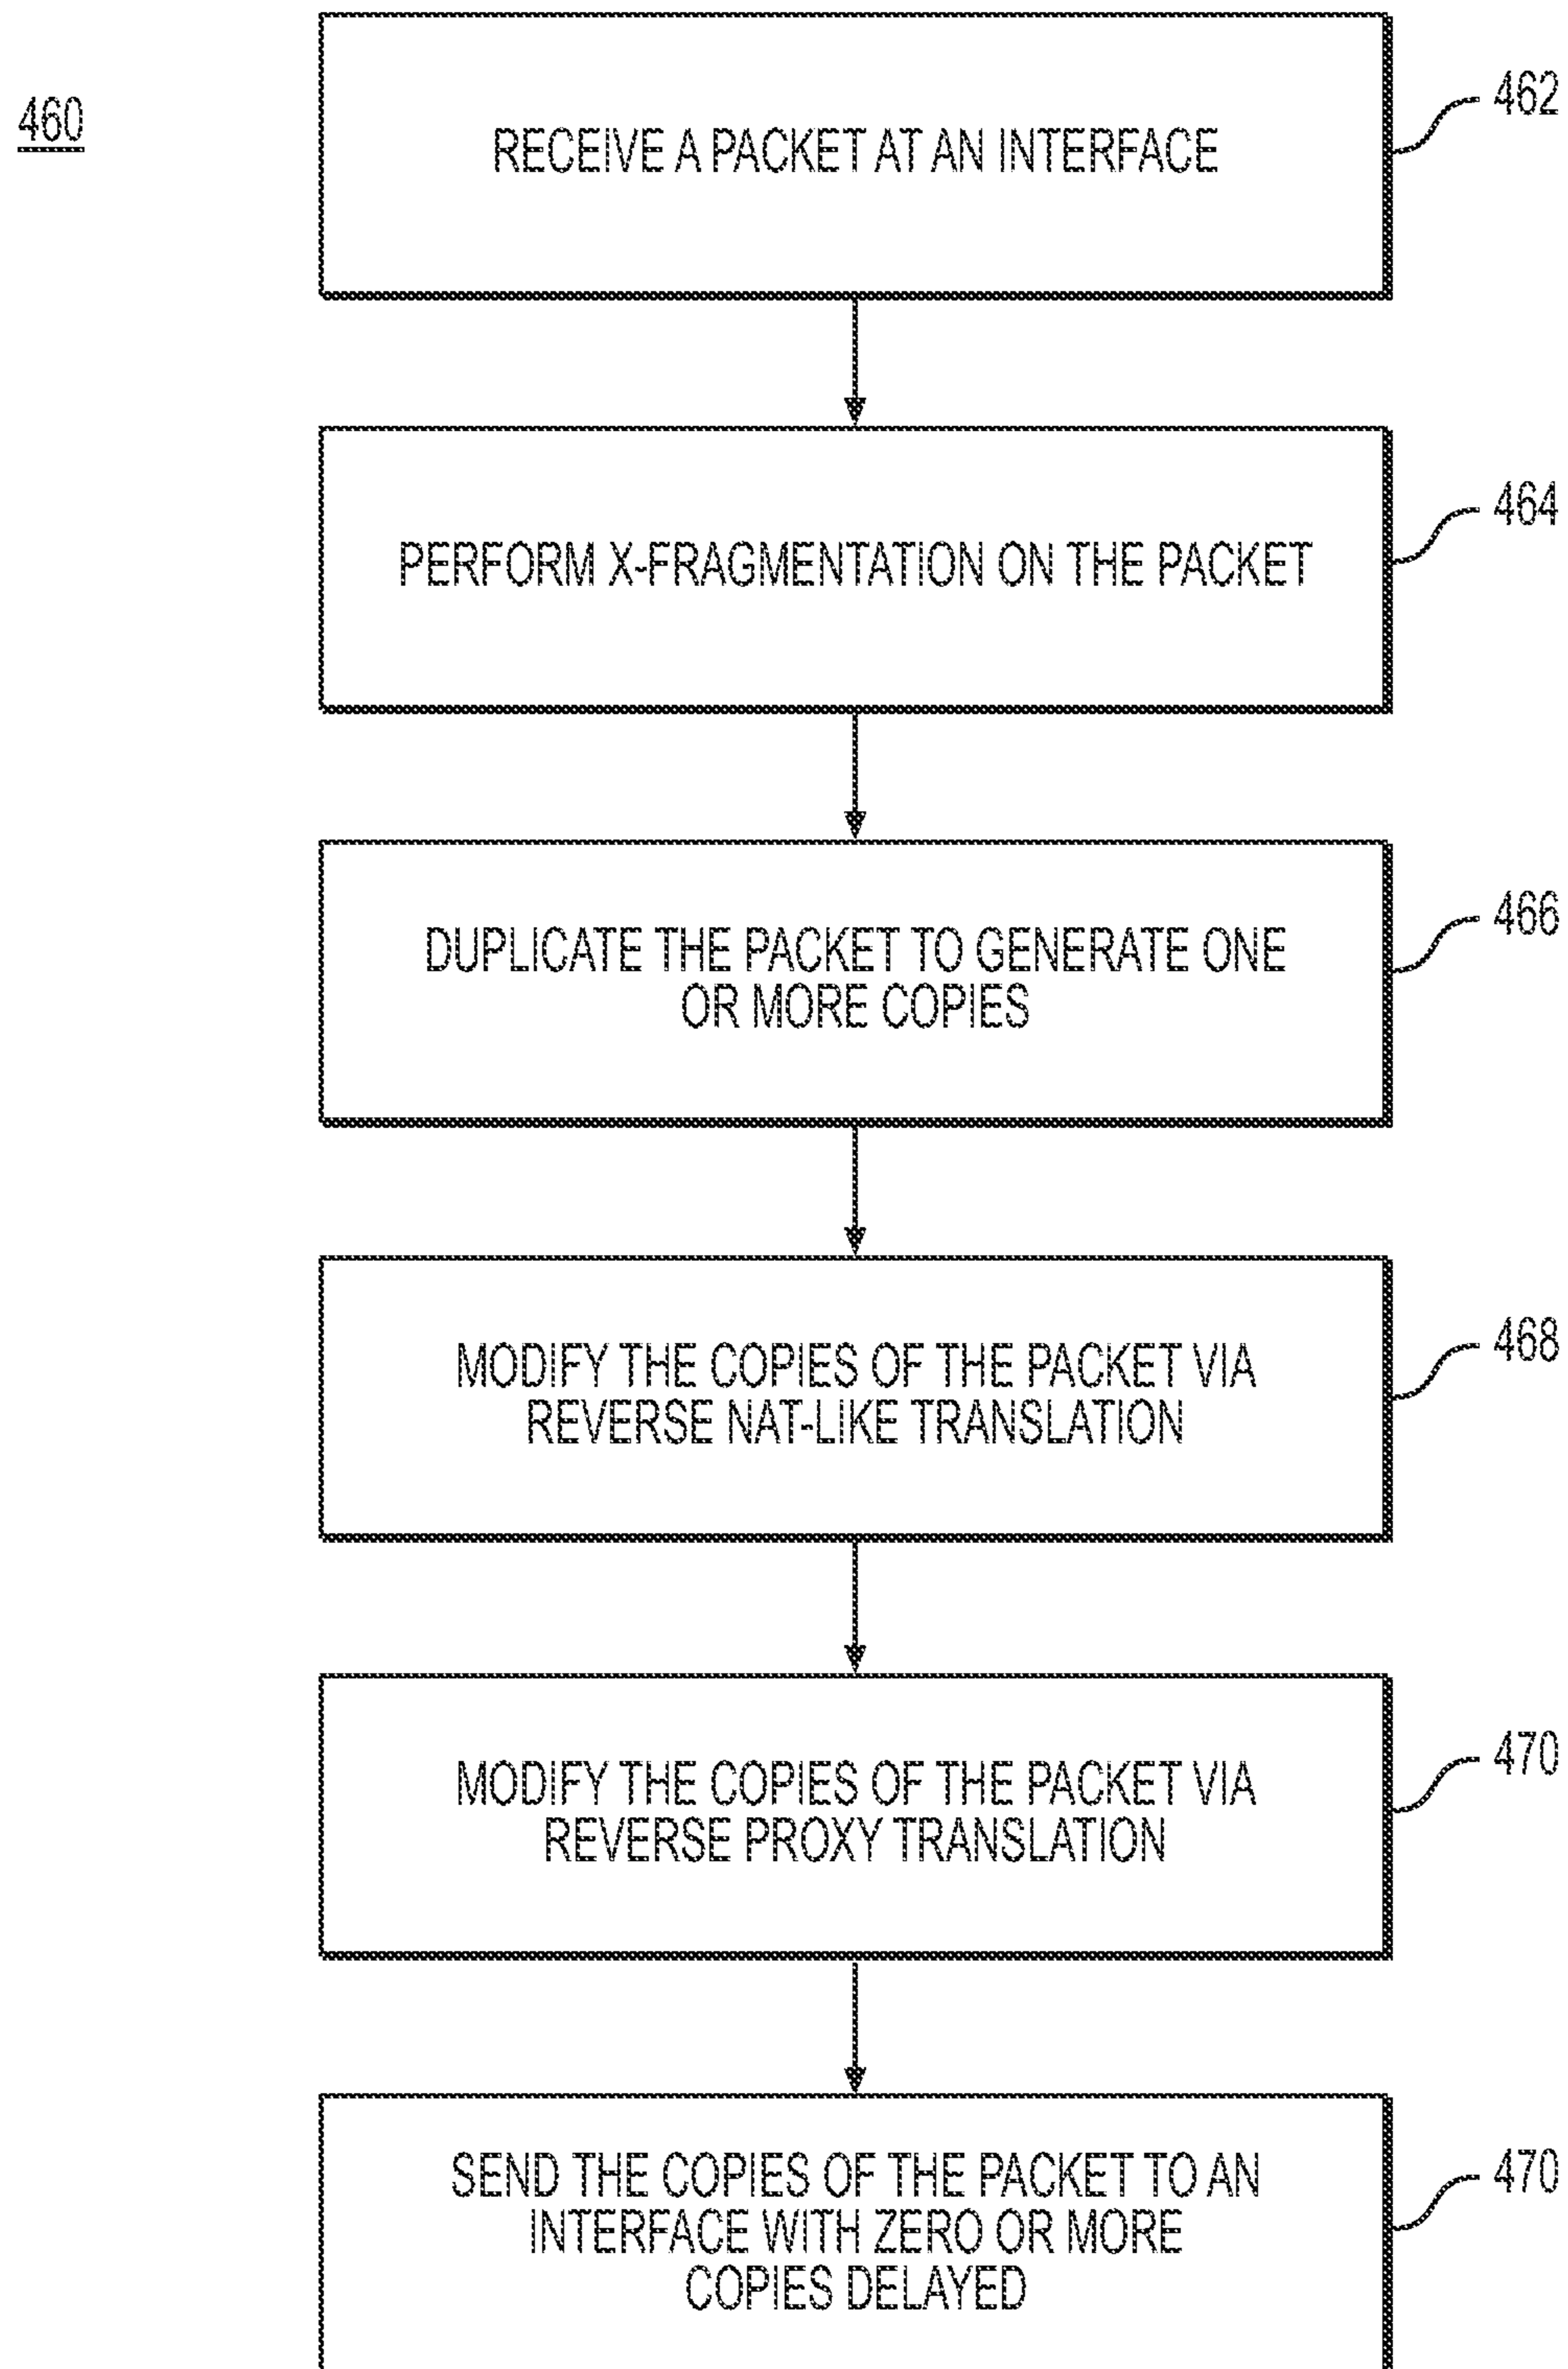 460
RECEIVE A PACKET AT AN INTERFACE
462
PERFORM X-FRAGMENTATION ON THE PACKET
464
DUPLICATE THE PACKET TO GENERATE ONE
OR MORE COPIES
466
MODIFY THE COPIES OF THE PACKET VIA
REVERSE NAT-LIKE TRANSLATION
468
MODIFY THE COPIES OF THE PACKET VIA
REVERSE PROXY TRANSLATION
470
SEND THE COPIES OF THE PACKET TO AN
INTERFACE WITH ZERO OR MORE
COPIES DELAYED
470